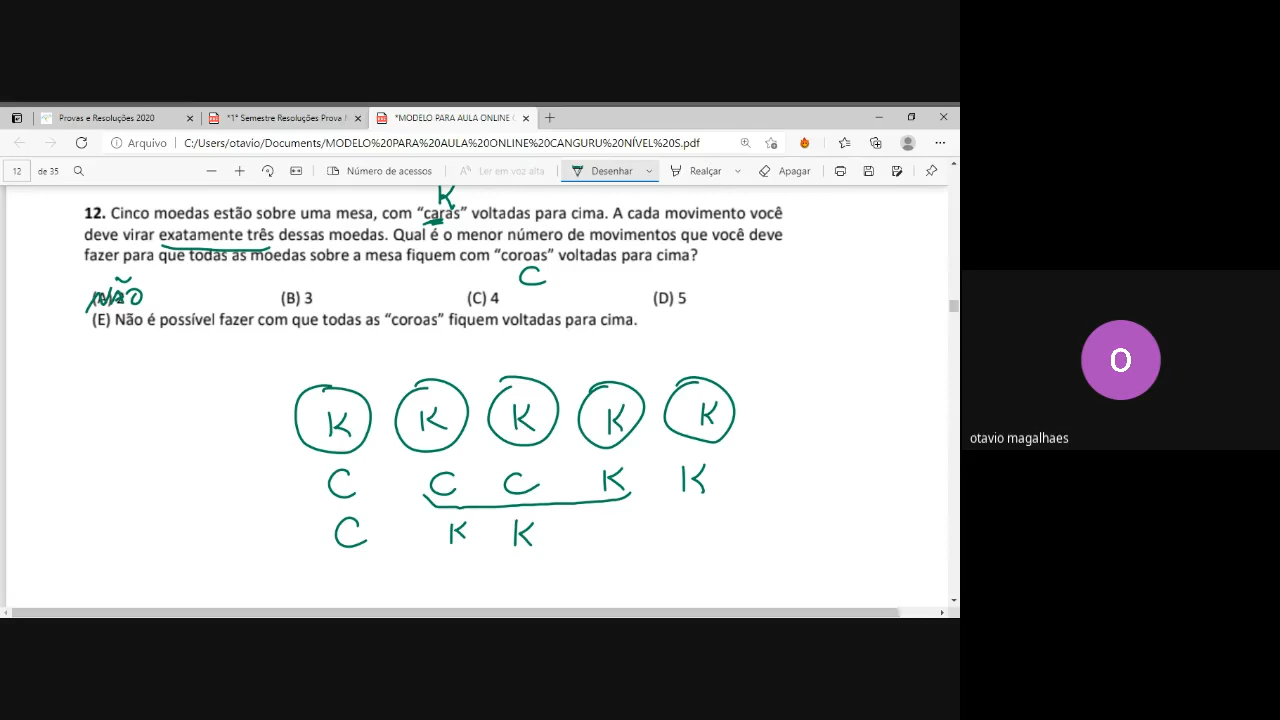 Provas e Resoluções 2020
*1° Semestre Resoluções Prova
*MODELO PARA AULA ONLINE (
Arquivo C:/Users/otavio/Documents/MODELO%20PARA%20AULA%20ONLINE%20CANGURU%20NÍVEL%20S.pdf
12 de 35 Número de acessos Ler em voz alta Desenhar Realçar Apagar
K
12. Cinco moedas estão sobre uma mesa, com “caras” voltadas para cima. A cada movimento você
deve virar exatamente três dessas moedas. Qual é o menor número de movimentos que você deve
fazer para que todas as moedas sobre a mesa fiquem com “coroas” voltadas para cima?
C
NÃO (B) 3 (C) 4 (D) 5
(E) Não é possível fazer com que todas as “coroas” fiquem voltadas para cima.
K K K K K
C C C K K
C K K
O
otavio magalhaes